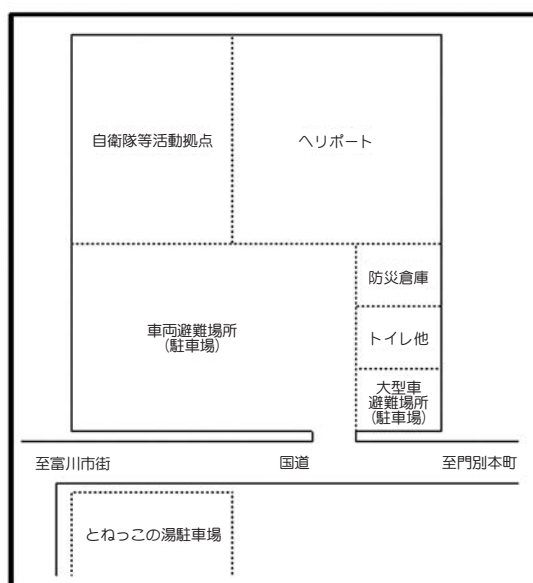 自衛隊等活動拠点
ヘリポート
防災倉庫
車両避難場所
(駐車場)
トイレ他
大型車
避難場所
(駐車場)
至富川市街
国道
至門別本町
とねっこの湯駐車場